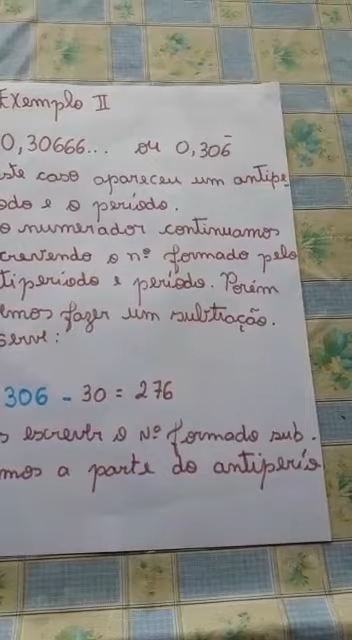 Exemplo II
0,30666... ou 0,306̄
ste caso apareceu um antipe
odo e o período.
o numerador continuamos
crevendo o nº formado pelo
tiperíodo e período. Porém
emos fazer um subtração.
serve:
306 - 30 = 276
s escrever o Nº formado sub.
mos a parte do antiperío